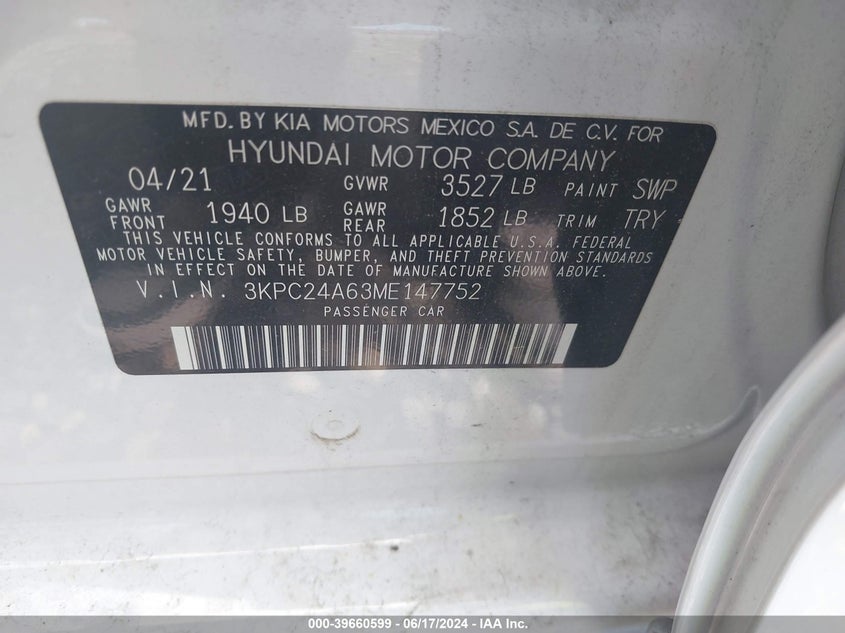 MFD. BY KIA MOTORS MEXICO S.A. DE C.V. FOR
HYUNDAI MOTOR COMPANY
04/21 GVWR 3527 LB PAINT SWP
GAWR FRONT 1940 LB GAWR REAR 1852 LB TRIM TRY
THIS VEHICLE CONFORMS TO ALL APPLICABLE U.S.A. FEDERAL
MOTOR VEHICLE SAFETY, BUMPER, AND THEFT PREVENTION STANDARDS
IN EFFECT ON THE DATE OF MANUFACTURE SHOWN ABOVE.
V.I.N. 3KPC24A63ME147752
PASSENGER CAR
000-39660599 - 06/17/2024 - IAA Inc.